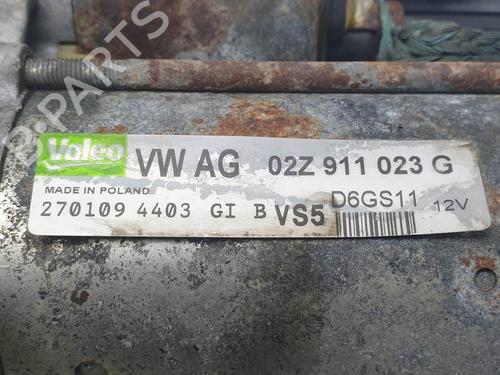 Valeo VW AG 02Z 911 023 G
MADE IN POLAND
270109 4403 GI B VS5 D6GS11 12V
B-PARTS